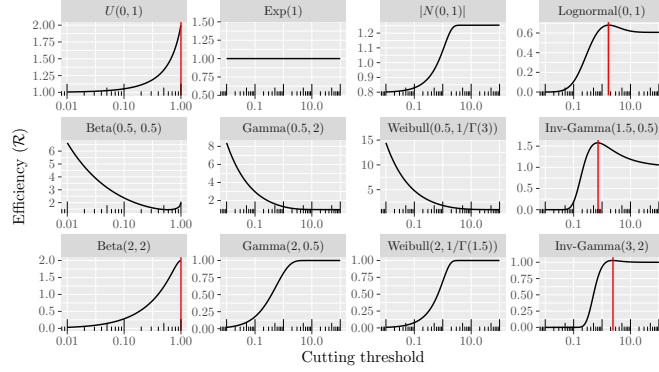 U(0, 1) Exp(1) |N(0, 1)| Lognormal(0, 1)
2.00 1.75 1.50 1.25 1.00
1.50 1.25 1.00 0.75 0.50
1.2 1.1 1.0 0.9 0.8
0.6 0.4 0.2 0.0
0.01 0.10 1.00 0.1 10.0 0.1 10.0 0.1 10.0
Beta(0.5, 0.5) Gamma(0.5, 2) Weibull(0.5, 1/Γ(3)) Inv-Gamma(1.5, 0.5)
6 5 4 3 2
8 6 4 2
15 10 5
1.5 1.0 0.5 0.0
0.01 0.10 1.00 0.1 10.0 0.1 10.0 0.1 10.0
Beta(2, 2) Gamma(2, 0.5) Weibull(2, 1/Γ(1.5)) Inv-Gamma(3, 2)
2.0 1.5 1.0 0.5 0.0
1.00 0.75 0.50 0.25 0.00
1.00 0.75 0.50 0.25 0.00
1.00 0.75 0.50 0.25 0.00
0.01 0.10 1.00 0.1 10.0 0.1 10.0 0.1 10.0
Efficiency (ℛ)
Cutting threshold